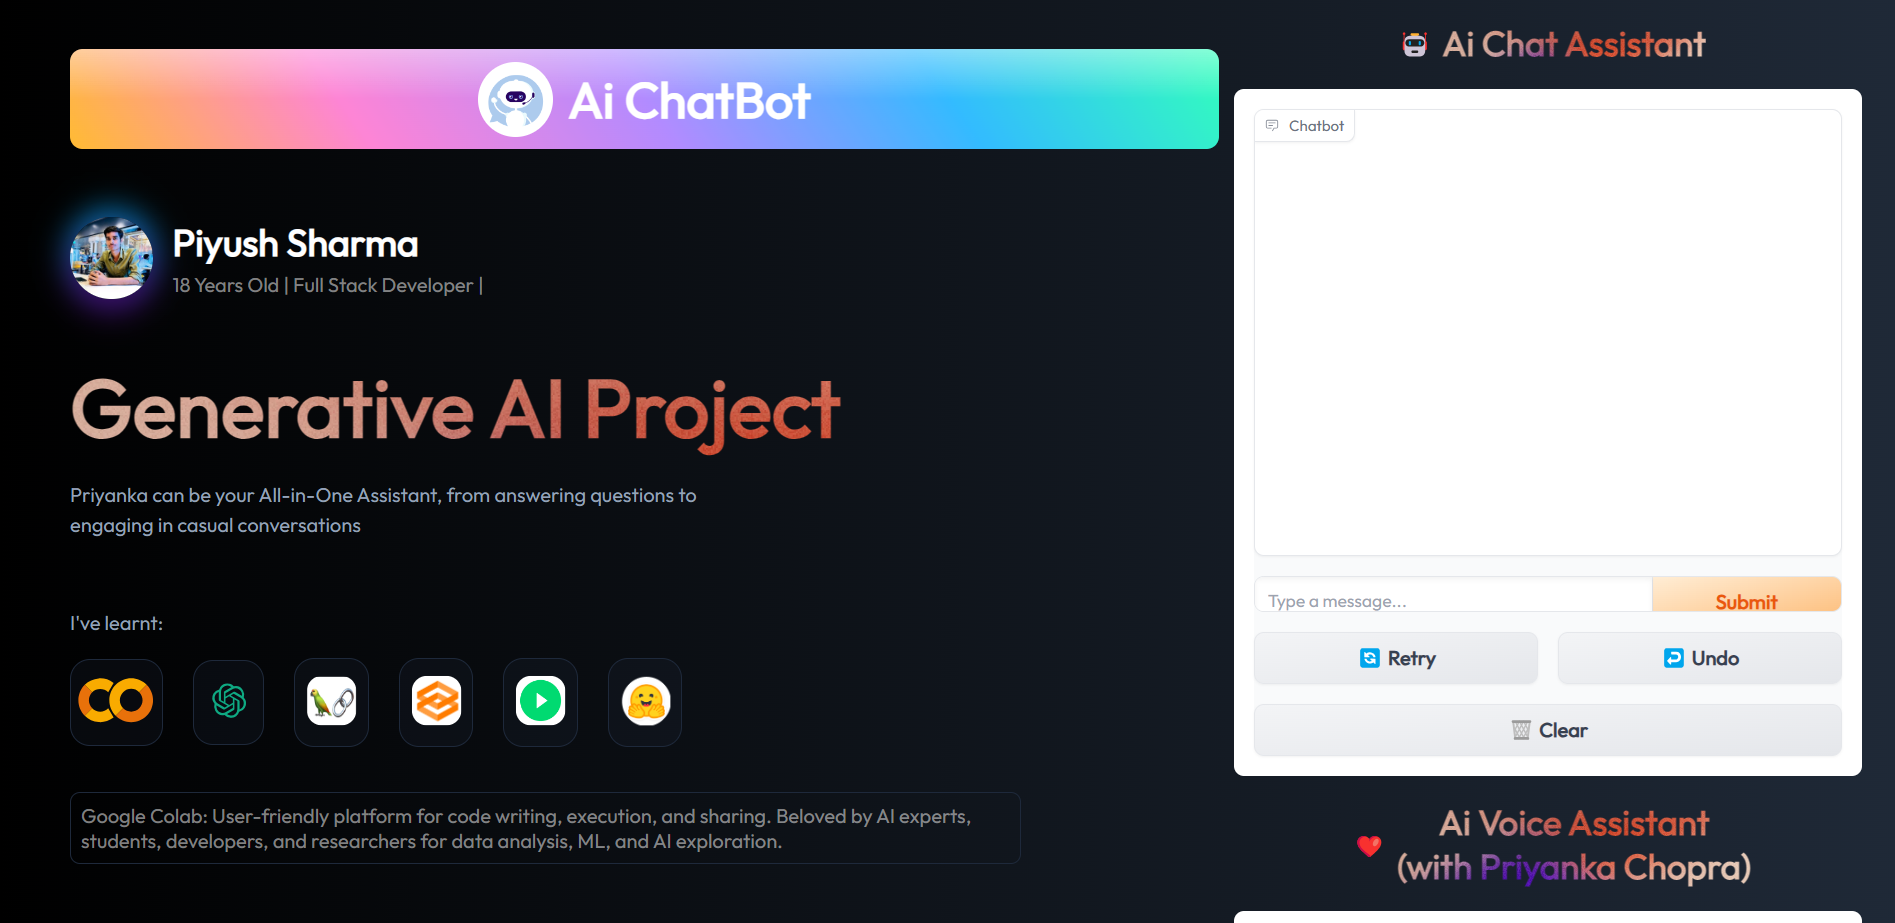 Ai ChatBot
Piyush Sharma
18 Years Old | Full Stack Developer |
Generative AI Project
Priyanka can be your All-in-One Assistant, from answering questions to
engaging in casual conversations
I've learnt:
Google Colab: User-friendly platform for code writing, execution, and sharing. Beloved by AI experts,
students, developers, and researchers for data analysis, ML, and AI exploration.
Ai Chat Assistant
Chatbot
Type a message...
Submit
Retry
Undo
Clear
Ai Voice Assistant
(with Priyanka Chopra)